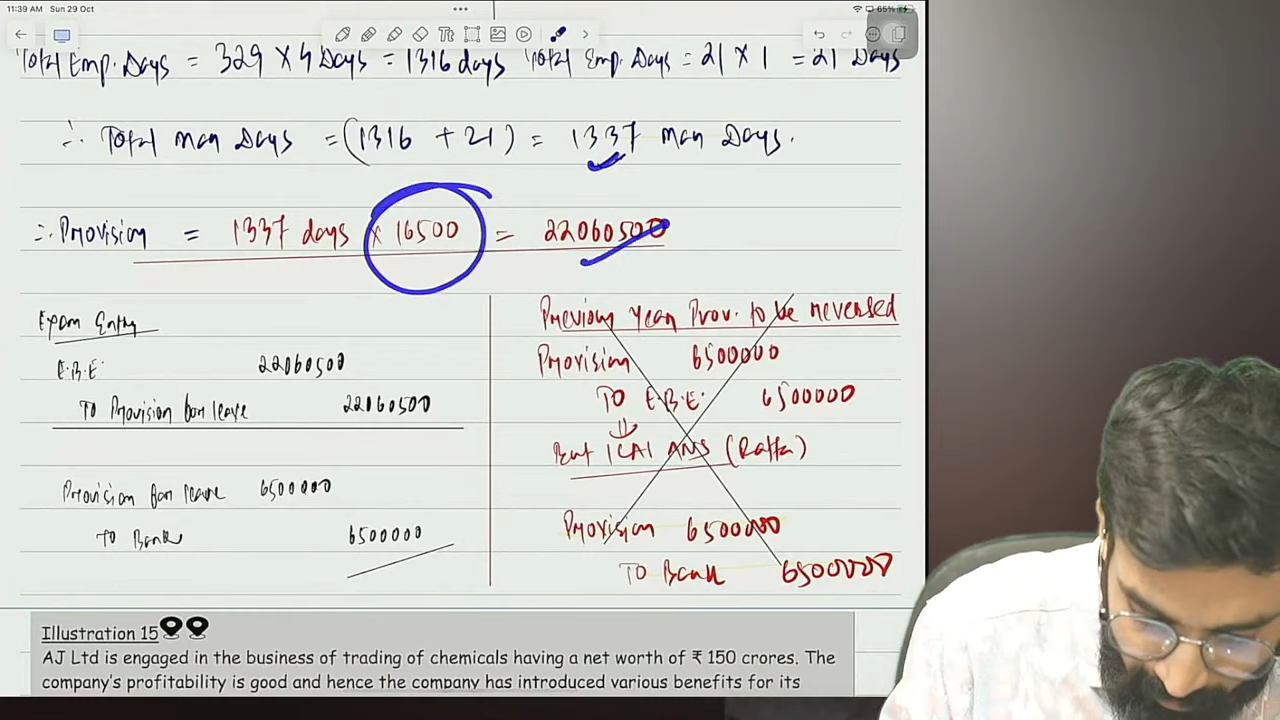 11:39 AM Sun 29 Oct
65%
Total Emp. Days = 329 × 4 Days = 1316 days
Total Emp. Days = 21 × 1 = 21 Days
∴ Total Man Days = (1316 + 21) = 1337 Man Days.
∴ Provision = 1337 days × 16500 = 22060500
Exam Entry
E.B.E 22060500
To Provision for leave 22060500
Provision for leave 6500000
To Bank 6500000
Previous Year Prov. to be reversed
Provision 6500000
To E.B.E. 6500000
But ICAI ANS (Ratta)
Provision 6500000
To Bank 6500000
Illustration 15
AJ Ltd is engaged in the business of trading of chemicals having a net worth of ₹ 150 crores. The
company's profitability is good and hence the company has introduced various benefits for its